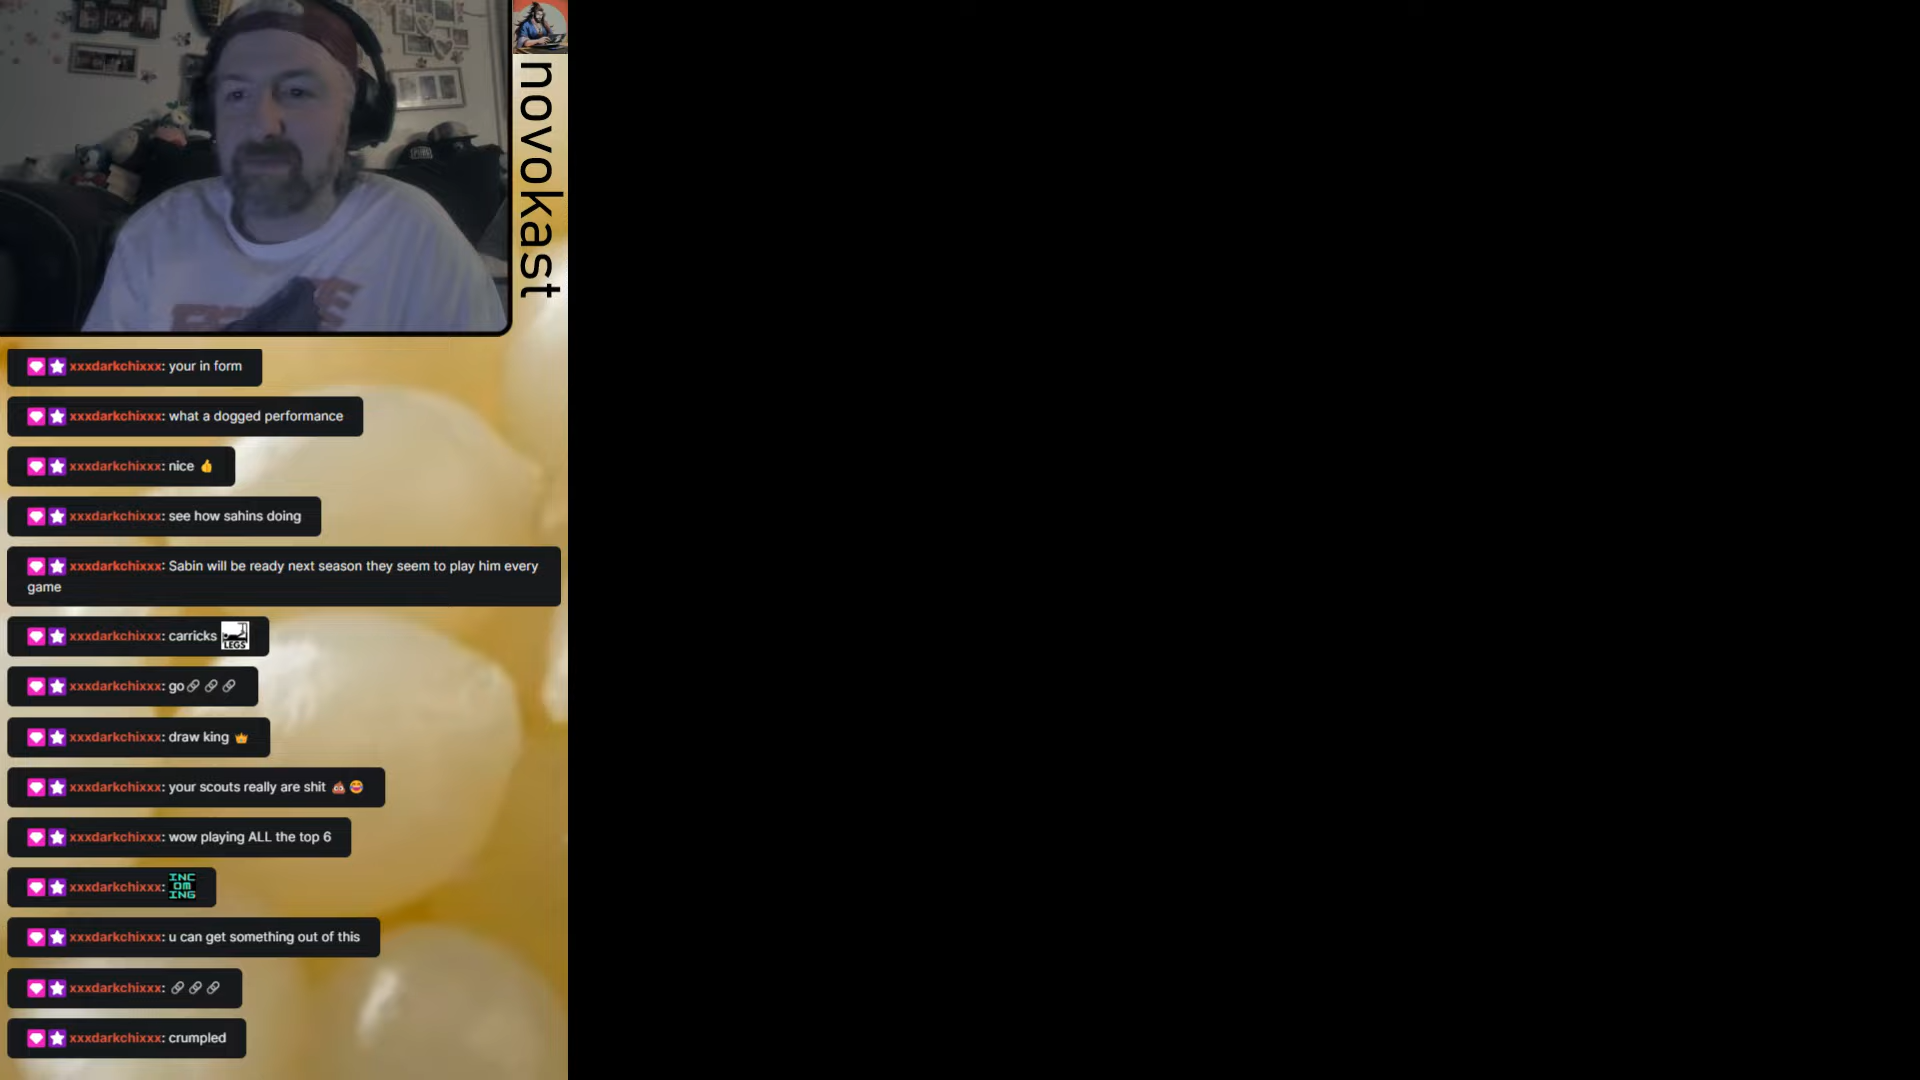 novokast
xxxdarkchixxx: your in form
xxxdarkchixxx: what a dogged performance
xxxdarkchixxx: nice 👍
xxxdarkchixxx: see how sahins doing
xxxdarkchixxx: Sabin will be ready next season they seem to play him every
game
xxxdarkchixxx: carricks
LEGS
xxxdarkchixxx: go🔗 🔗 🔗
xxxdarkchixxx: draw king 👑
xxxdarkchixxx: your scouts really are shit 💩 😂
xxxdarkchixxx: wow playing ALL the top 6
xxxdarkchixxx:
INC
OM
ING
xxxdarkchixxx: u can get something out of this
xxxdarkchixxx: 🔗 🔗 🔗
xxxdarkchixxx: crumpled